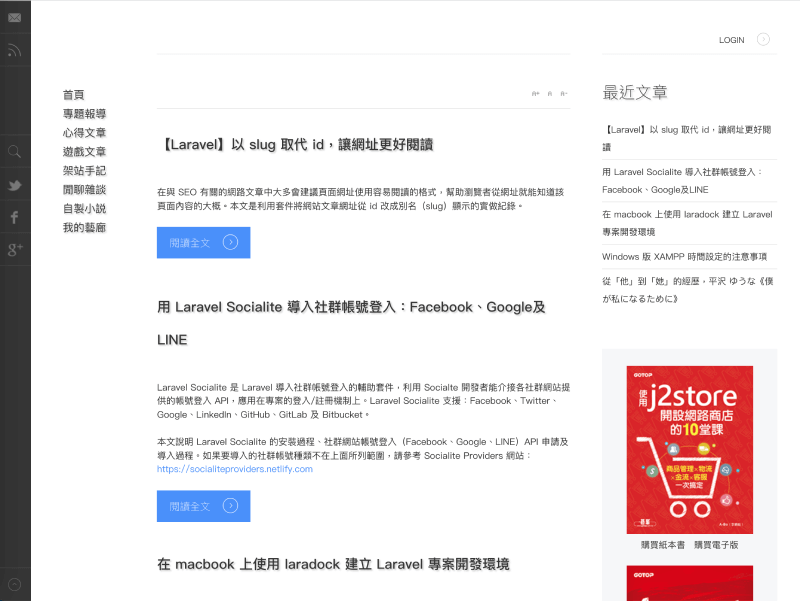 LOGIN
首頁
專題報導
心得文章
遊戲文章
架站手記
閒聊雜談
自製小說
我的藝廊
A+ A A-
【Laravel】以 slug 取代 id，讓網址更好閱讀
在與 SEO 有關的網路文章中大多會建議頁面網址使用容易閱讀的格式，幫助瀏覽者從網址就能知道該
頁面內容的大概。本文是利用套件將網站文章網址從 id 改成別名（slug）顯示的實做紀錄。
閱讀全文
用 Laravel Socialite 導入社群帳號登入：Facebook、Google及
LINE
Laravel Socialite 是 Laravel 導入社群帳號登入的輔助套件，利用 Socialte 開發者能介接各社群網站提
供的帳號登入 API，應用在專案的登入/註冊機制上。Laravel Socialite 支援：Facebook、Twitter、
Google、LinkedIn、GitHub、GitLab 及 Bitbucket。
本文說明 Laravel Socialite 的安裝過程、社群網站帳號登入（Facebook、Google、LINE）API 申請及
導入過程。如果要導入的社群帳號種類不在上面所列範圍，請參考 Socialite Providers 網站：
https://socialiteproviders.netlify.com
閱讀全文
在 macbook 上使用 laradock 建立 Laravel 專案開發環境
最近文章
【Laravel】以 slug 取代 id，讓網址更好閱
讀
用 Laravel Socialite 導入社群帳號登入：
Facebook、Google及LINE
在 macbook 上使用 laradock 建立 Laravel
專案開發環境
Windows 版 XAMPP 時間設定的注意事項
從「他」到「她」的經歷，平沢 ゆうな《僕
が私になるために》
GOTOP
使用 j2store
開設網路商店
的10堂課
商品管理×物流
×金流×客服
一次搞定
購買紙本書 購買電子版
GOTOP